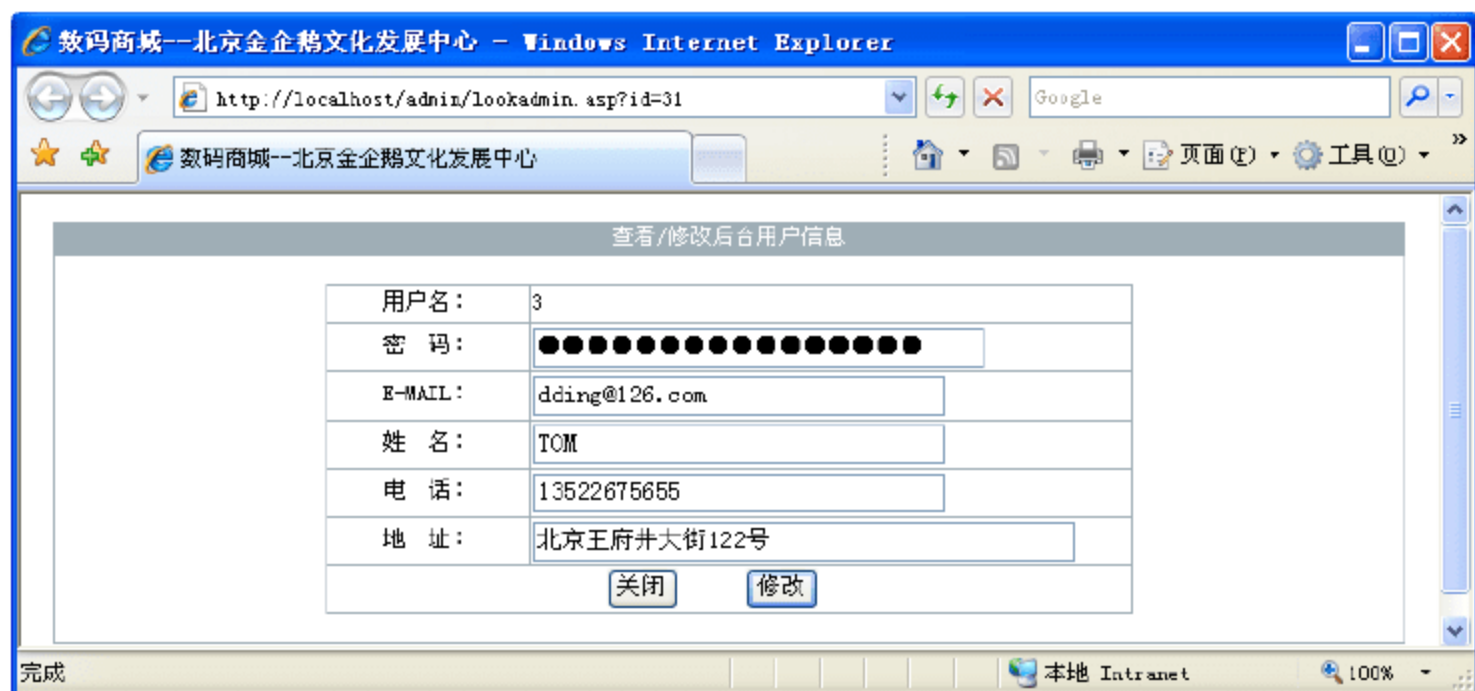 数码商城--北京金企鹅文化发展中心 - Windows Internet Explorer
http://localhost/admin/lookadmin.asp?id=31
Google
数码商城--北京金企鹅文化发展中心
页面(P)
工具(O)
»
查看/修改后台用户信息
用户名： 3
密 码： ●●●●●●●●●●●●●●●●
E-MAIL： dding@126.com
姓 名： TOM
电 话： 13522675655
地 址： 北京王府井大街122号
关闭 修改
完成
本地 Intranet
100%